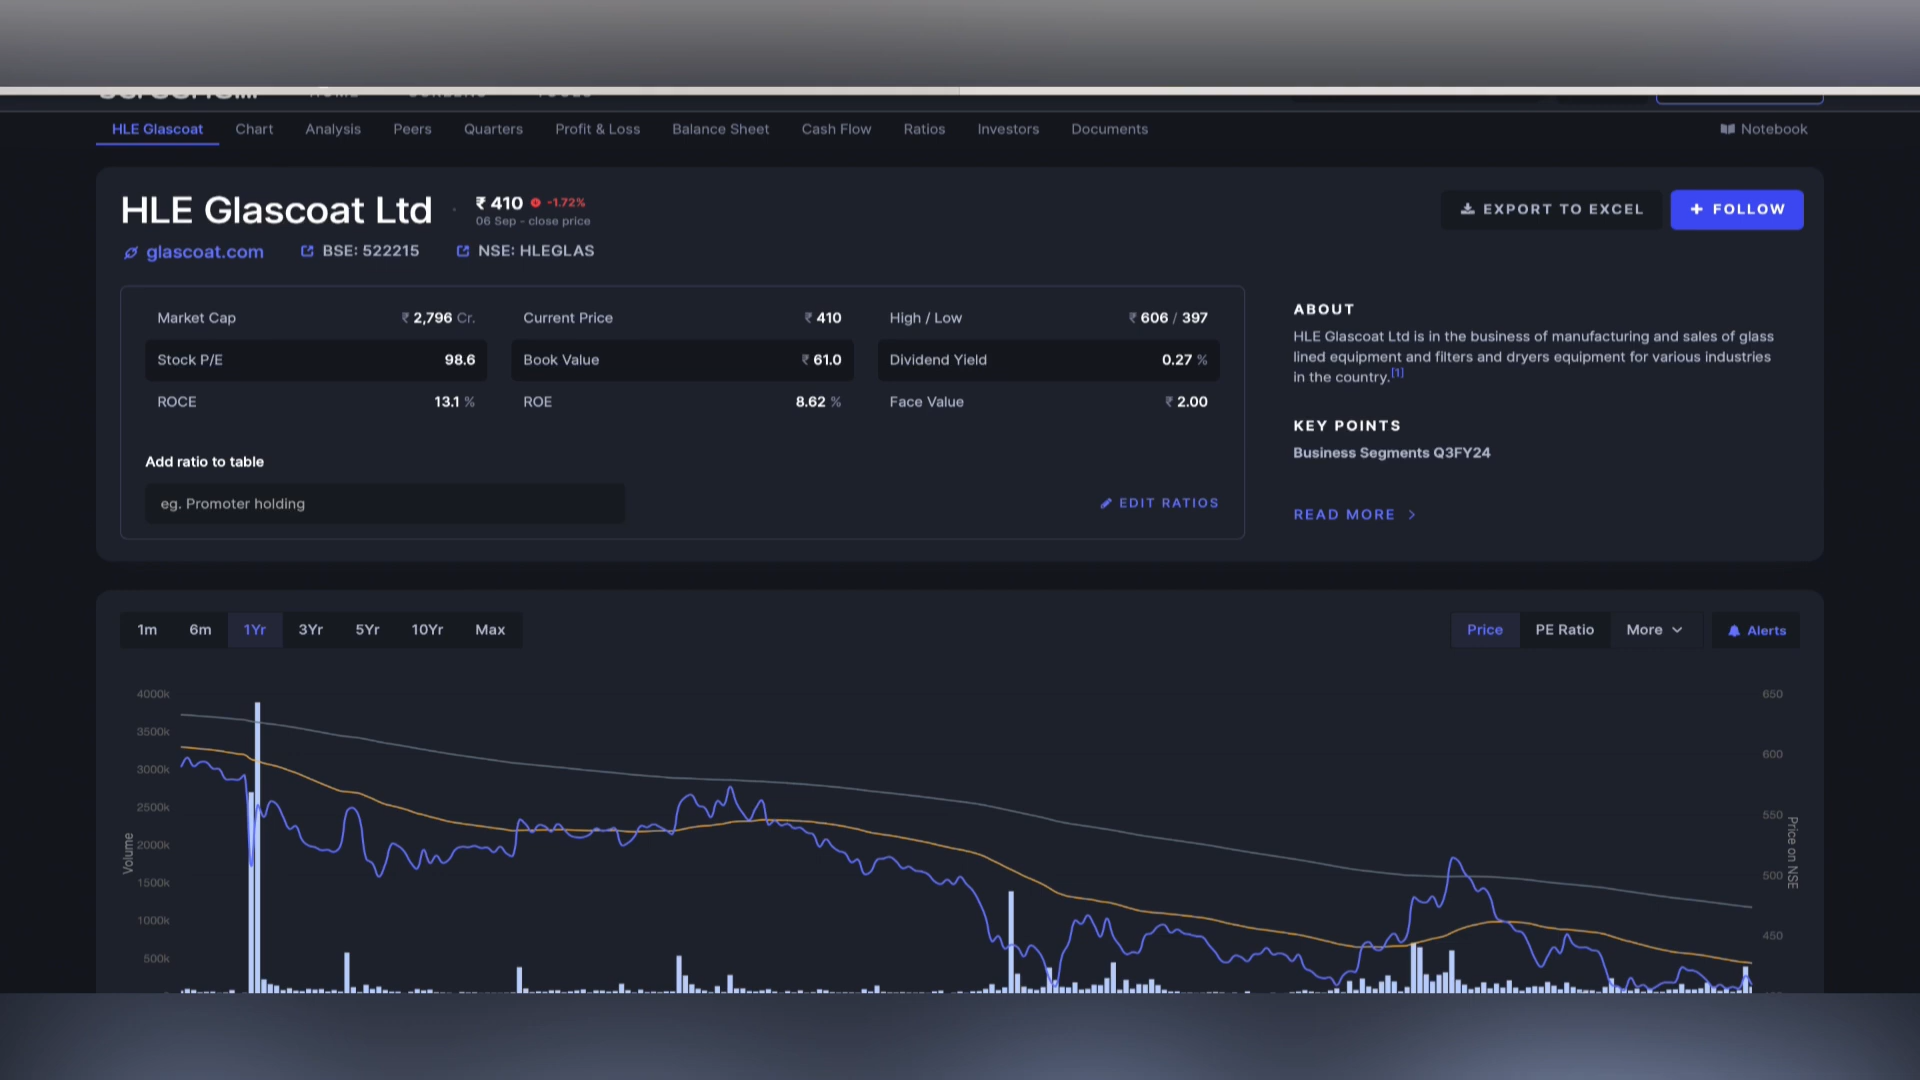 HLE Glascoat Chart Analysis Peers Quarters Profit & Loss Balance Sheet Cash Flow Ratios Investors Documents Notebook
HLE Glascoat Ltd
₹ 410 -1.72%
06 Sep - close price
EXPORT TO EXCEL
+ FOLLOW
glascoat.com BSE: 522215 NSE: HLEGLAS
Market Cap ₹ 2,796 Cr.
Current Price ₹ 410
High / Low ₹ 606 / 397
Stock P/E 98.6
Book Value ₹ 61.0
Dividend Yield 0.27 %
ROCE 13.1 %
ROE 8.62 %
Face Value ₹ 2.00
Add ratio to table
eg. Promoter holding
EDIT RATIOS
ABOUT
HLE Glascoat Ltd is in the business of manufacturing and sales of glass
lined equipment and filters and dryers equipment for various industries
in the country.[1]
KEY POINTS
Business Segments Q3FY24
READ MORE
1m 6m 1Yr 3Yr 5Yr 10Yr Max
Price PE Ratio More Alerts
4000k
3500k
3000k
2500k
2000k
1500k
1000k
500k
Volume
650
600
550
500
450
Price on NSE